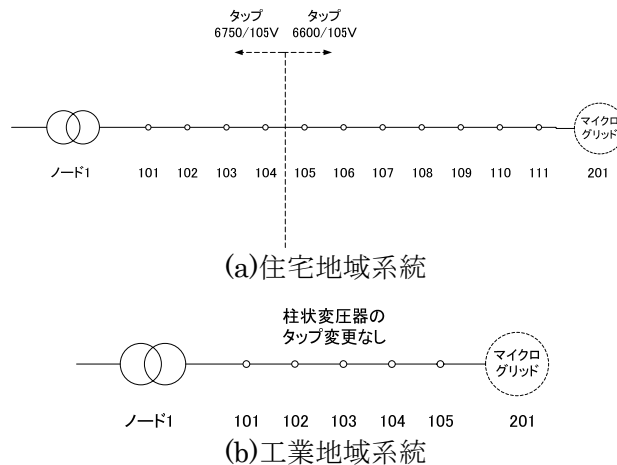 タップ
6750/105V
タップ
6600/105V
マイクロ
グリッド
ノード1 101 102 103 104 105 106 107 108 109 110 111 201
(a)住宅地域系統
柱状変圧器の
タップ変更なし
マイクロ
グリッド
ノード1 101 102 103 104 105 201
(b)工業地域系統